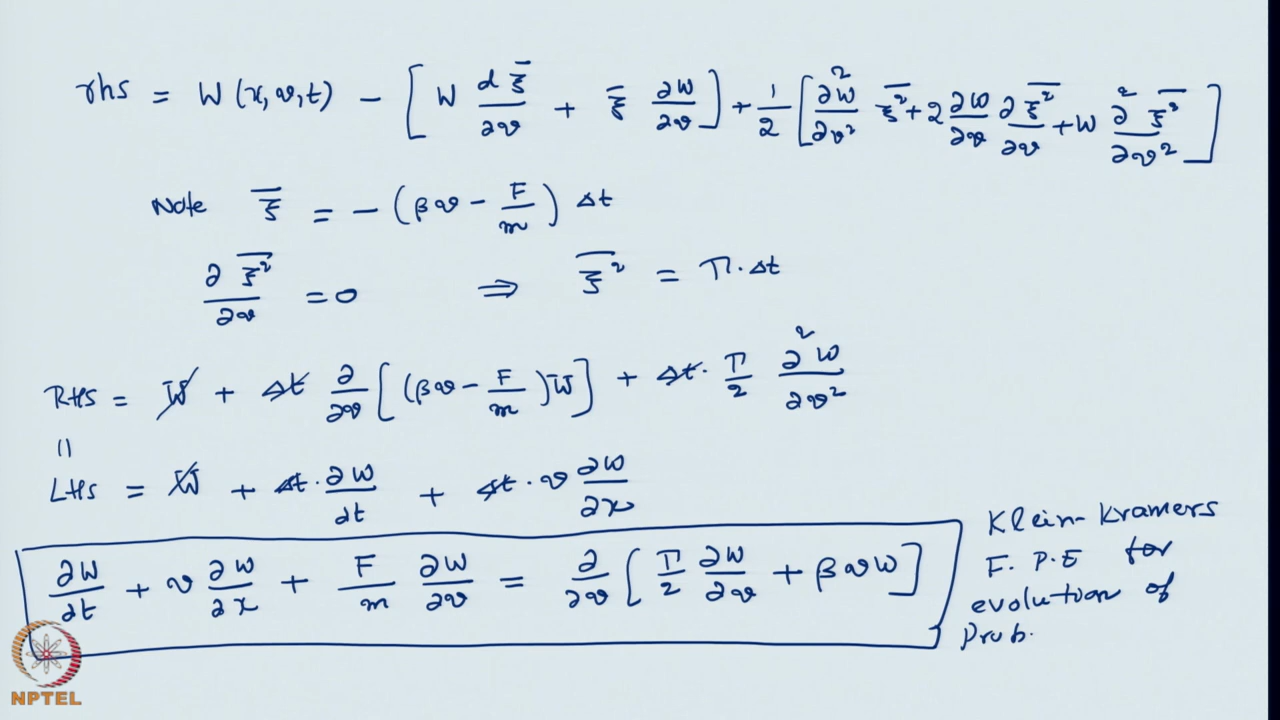 rhs = W (x, v, t) − [ W dξ̅/∂v + ξ̅ ∂W/∂v ] + 1/2 [ ∂²W/∂v² ξ̅² + 2 ∂W/∂v ∂ξ̅²/∂v + W ∂²ξ̅²/∂v² ]
Note ξ̅ = − (βv − F/m) Δt
∂ξ̅²/∂v = 0 ⇒ ξ̅² = Π·Δt
RHS = W + Δt ∂/∂v [ (βv − F/m) W ] + Δt· Π/2 ∂²W/∂v²
॥
LHS = W + Δt· ∂W/∂t + Δt· v ∂W/∂x
∂W/∂t + v ∂W/∂x + F/m ∂W/∂v = ∂/∂v [ Π/2 ∂W/∂v + βvW ]
Klein-Kramers
F. P. E for
evolution of
Prob.
NPTEL